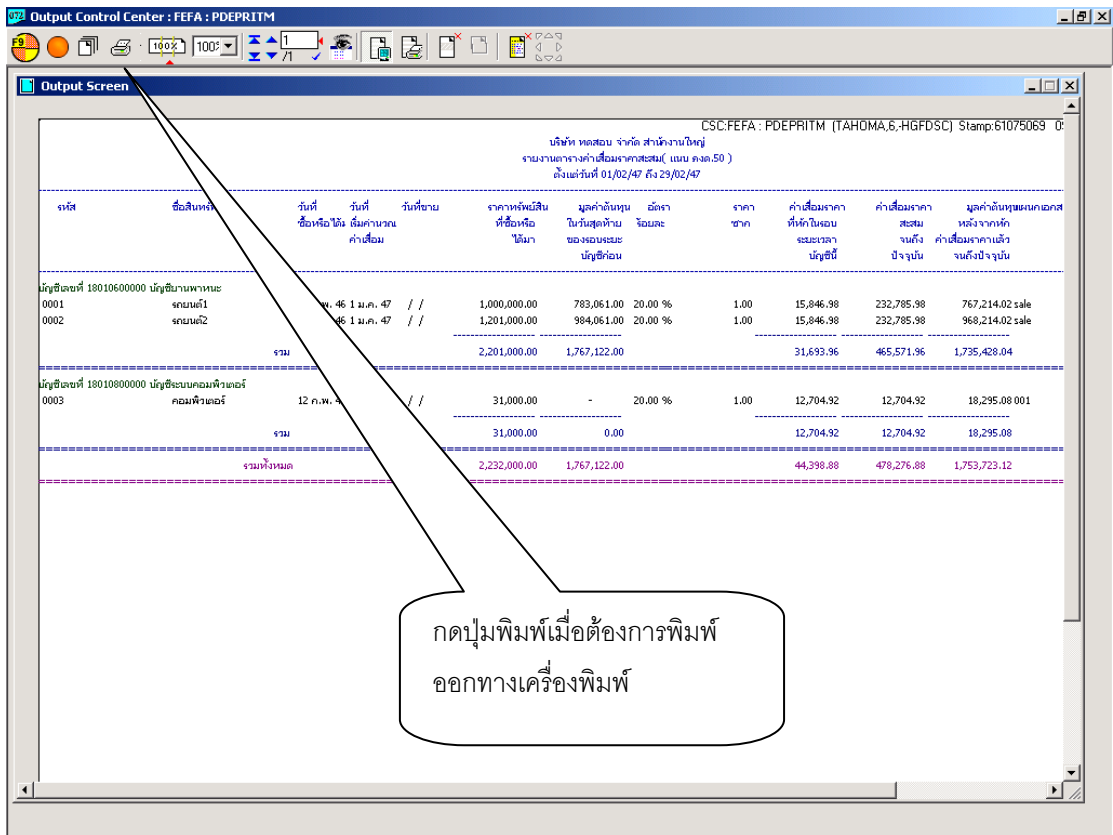 Output Control Center : FEFA : PDEPRITM
F9 100% 100% 1 /1
Output Screen
CSC:FEFA : PDEPRITM (TAHOMA,6,-HGFDSC) Stamp:61075069
บริษัท ทดสอบ จำกัด สำนักงานใหญ่
รายงานตารางค่าเสื่อมราคาสะสม( แนบ ภงด.50 )
ตั้งแต่วันที่ 01/02/47 ถึง 29/02/47
รหัส ชื่อสินทรั วันที่ วันที่ วันที่ขาย ราคาทรัพย์สิน มูลค่าต้นทุน อัตรา ราคา ค่าเสื่อมราคา ค่าเสื่อมราคา มูลค่าต้นทุน แผนก เอกส
ซื้อหรือได้ม เริ่มคำนวณ ที่ซื้อหรือ ในวันสุดท้าย ร้อยละ ซาก ที่หักในรอบ สะสม หลังจากหัก
ค่าเสื่อม ได้มา ของรอบระยะ ระยะเวลา จนถึง ค่าเสื่อมราคาแล้ว
บัญชีก่อน บัญชีนี้ ปัจจุบัน จนถึงปัจจุบัน
บัญชีเลขที่ 18010600000 บัญชียานพาหนะ
0001 รถยนต์1 พ. 46 1 ม.ค. 47 / / 1,000,000.00 783,061.00 20.00 % 1.00 15,846.98 232,785.98 767,214.02 sale
0002 รถยนต์2 46 1 ม.ค. 47 / / 1,201,000.00 984,061.00 20.00 % 1.00 15,846.98 232,785.98 968,214.02 sale
รวม 2,201,000.00 1,767,122.00 31,693.96 465,571.96 1,735,428.04
บัญชีเลขที่ 18010800000 บัญชีระบบคอมพิวเตอร์
0003 คอมพิวเตอร์ 12 ก.พ. 4 / / 31,000.00 - 20.00 % 1.00 12,704.92 12,704.92 18,295.08 001
รวม 31,000.00 0.00 12,704.92 12,704.92 18,295.08
รวมทั้งหมด 2,232,000.00 1,767,122.00 44,398.88 478,276.88 1,753,723.12
กดปุ่มพิมพ์เมื่อต้องการพิมพ์
ออกทางเครื่องพิมพ์